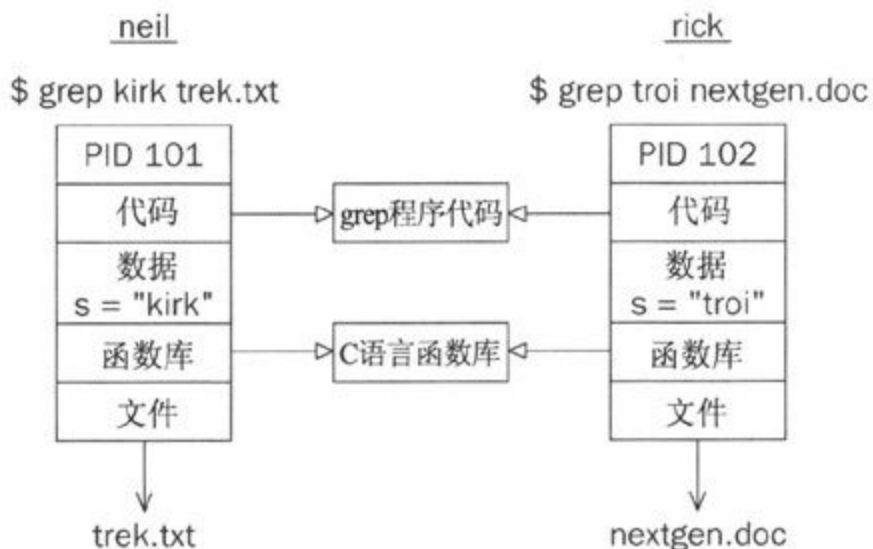 neil
rick
$ grep kirk trek.txt
$ grep troi nextgen.doc
PID 101
代码
数据
s = "kirk"
函数库
文件
trek.txt
grep程序代码
C语言函数库
PID 102
代码
数据
s = "troi"
函数库
文件
nextgen.doc